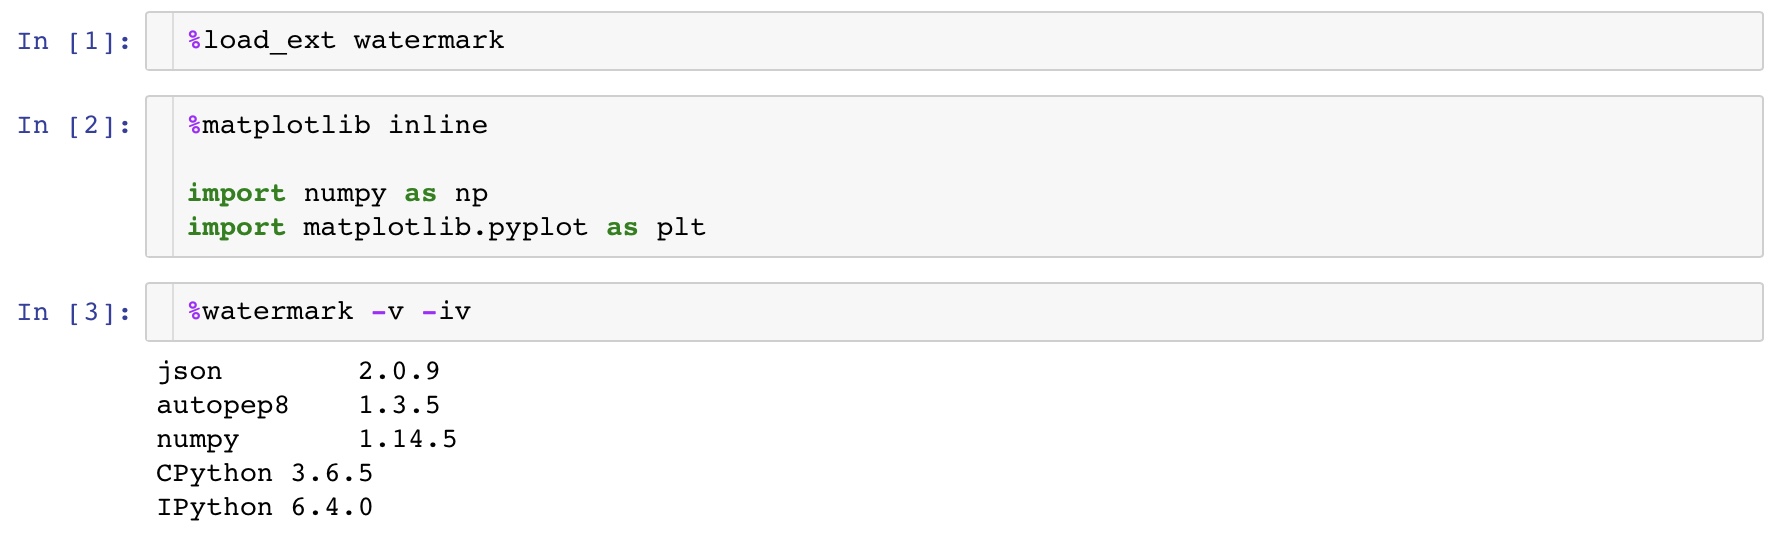 In [1]: %load_ext watermark
In [2]: %matplotlib inline
import numpy as np
import matplotlib.pyplot as plt
In [3]: %watermark -v -iv
json        2.0.9
autopep8    1.3.5
numpy       1.14.5
CPython 3.6.5
IPython 6.4.0